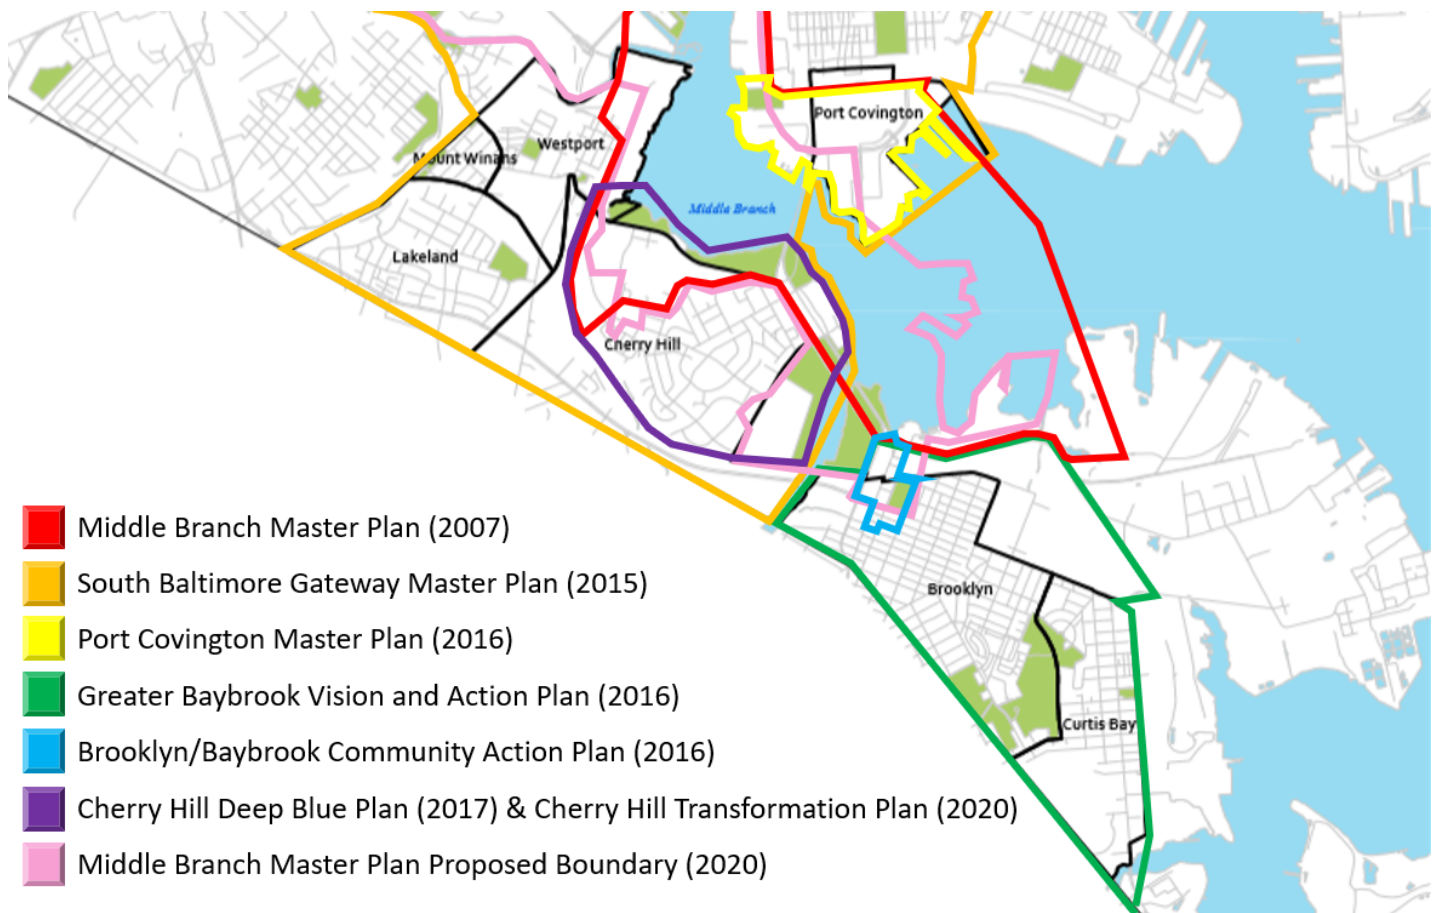 Port Covington
Westport
Mount Winans
Middle Branch
Lakeland
Cherry Hill
Brooklyn
Curtis Bay
Middle Branch Master Plan (2007)
South Baltimore Gateway Master Plan (2015)
Port Covington Master Plan (2016)
Greater Baybrook Vision and Action Plan (2016)
Brooklyn/Baybrook Community Action Plan (2016)
Cherry Hill Deep Blue Plan (2017) & Cherry Hill Transformation Plan (2020)
Middle Branch Master Plan Proposed Boundary (2020)